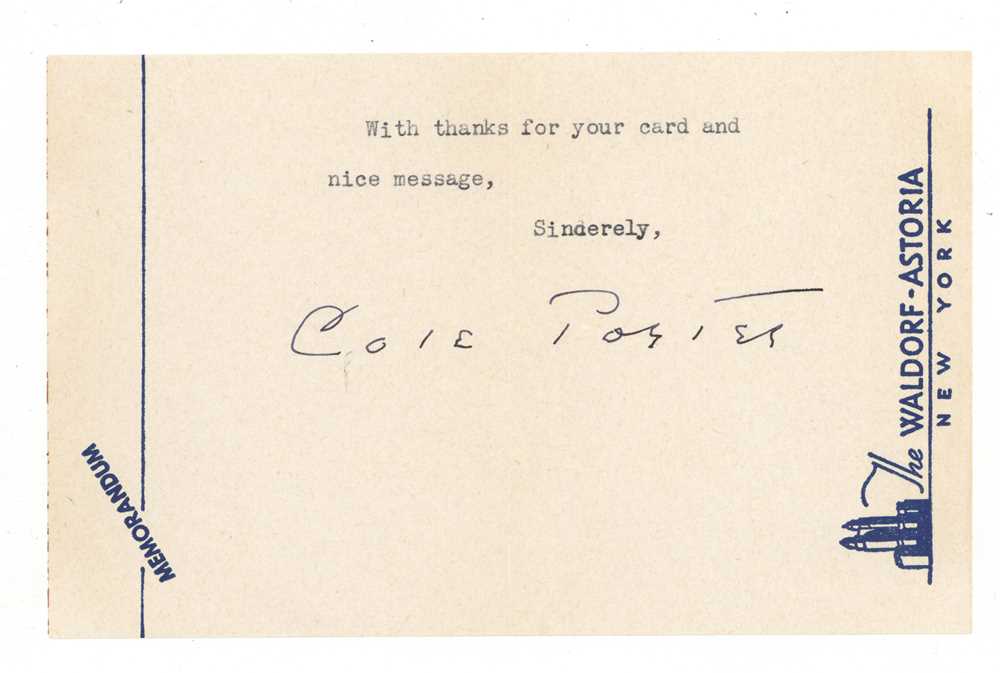 With thanks for your card and
nice message,
Sinderely,
Cole Porter
MEMORANDUM
The WALDORF-ASTORIA
NEW YORK